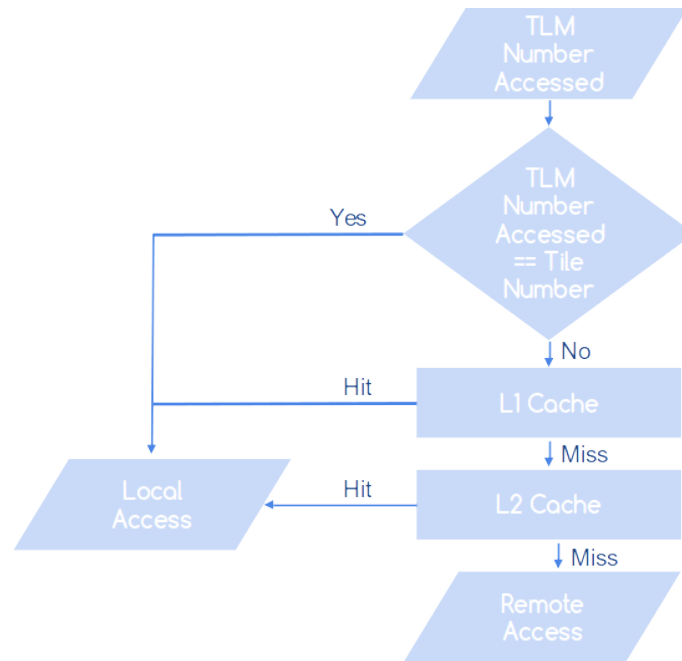 TLM
Number
Accessed
TLM
Number
Accessed
== Tile
Number
Yes
No
Hit
L1 Cache
Miss
Local
Access
Hit
L2 Cache
Miss
Remote
Access